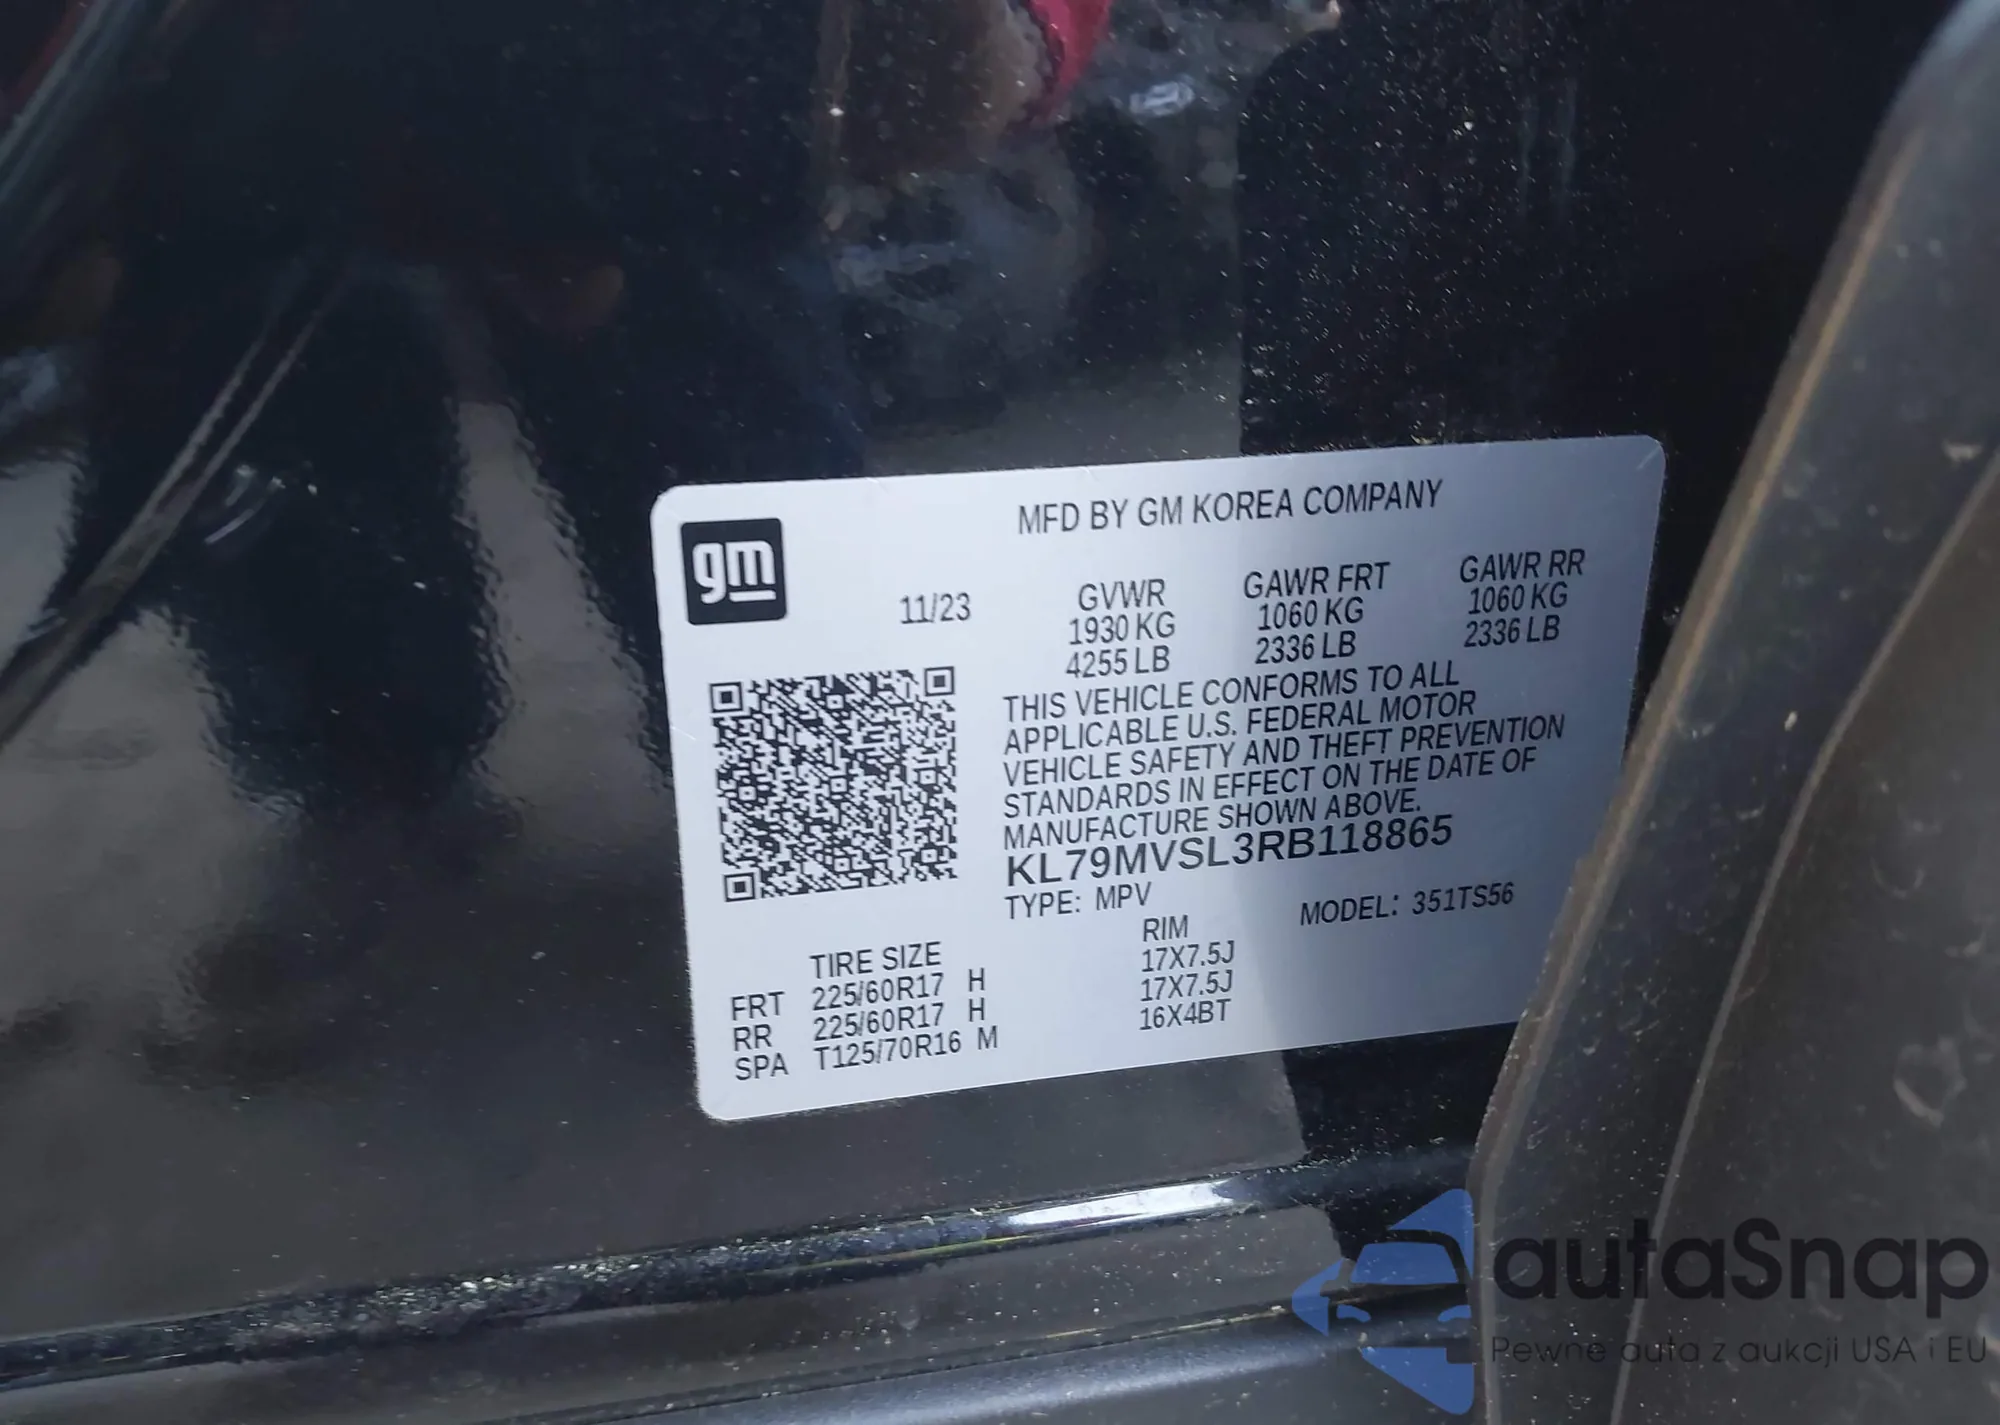 MFD BY GM KOREA COMPANY
gm
11/23
GVWR GAWR FRT GAWR RR
1930 KG 1060 KG 1060 KG
4255 LB 2336 LB 2336 LB
THIS VEHICLE CONFORMS TO ALL
APPLICABLE U.S. FEDERAL MOTOR
VEHICLE SAFETY AND THEFT PREVENTION
STANDARDS IN EFFECT ON THE DATE OF
MANUFACTURE SHOWN ABOVE.
KL79MVSL3RB118865
TYPE: MPV MODEL: 351TS56
TIRE SIZE RIM
FRT 225/60R17 H 17X7.5J
RR 225/60R17 H 17X7.5J
SPA T125/70R16 M 16X4BT
autaSnap
Pewne auta z aukcji USA i EU